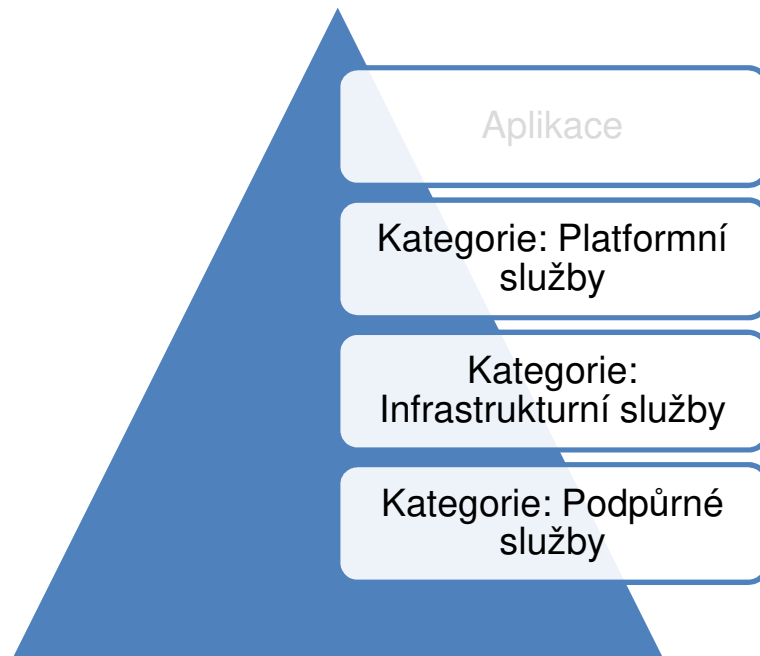 Aplikace
Kategorie: Platformní
služby
Kategorie:
Infrastrukturní služby
Kategorie: Podpůrné
služby